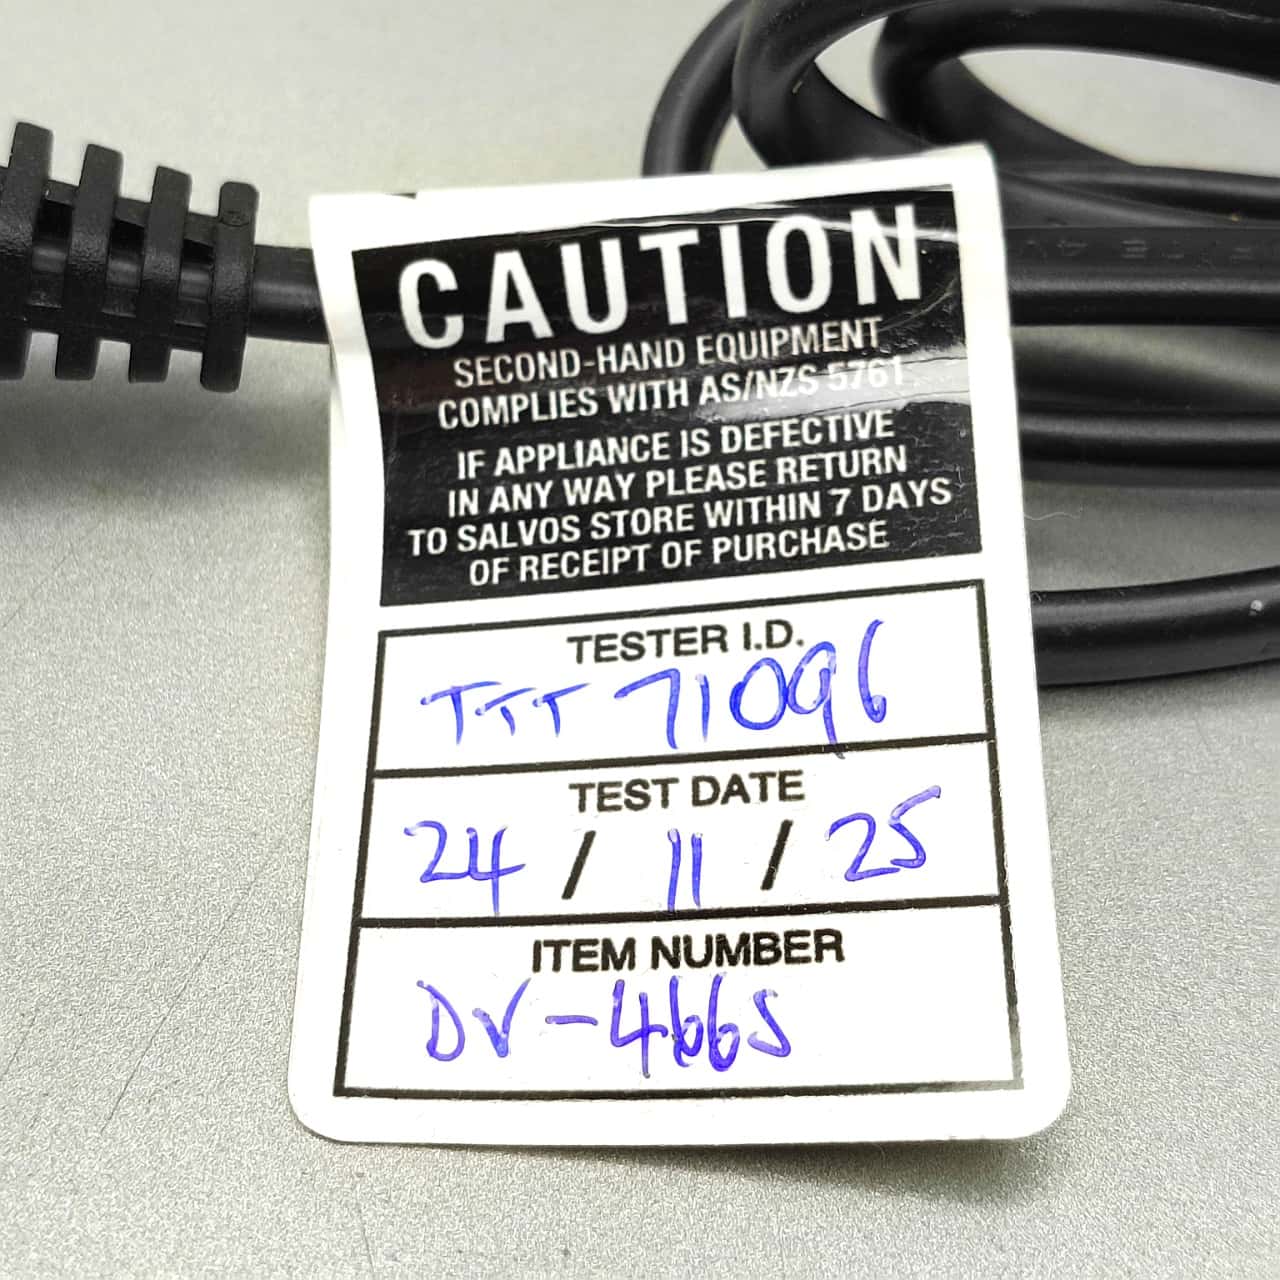 CAUTION
SECOND-HAND EQUIPMENT
COMPLIES WITH AS/NZS 5761
IF APPLIANCE IS DEFECTIVE
IN ANY WAY PLEASE RETURN
TO SALVOS STORE WITHIN 7 DAYS
OF RECEIPT OF PURCHASE
TESTER I.D.
TTT 71096
TEST DATE
24 / 11 / 25
ITEM NUMBER
DV-466S